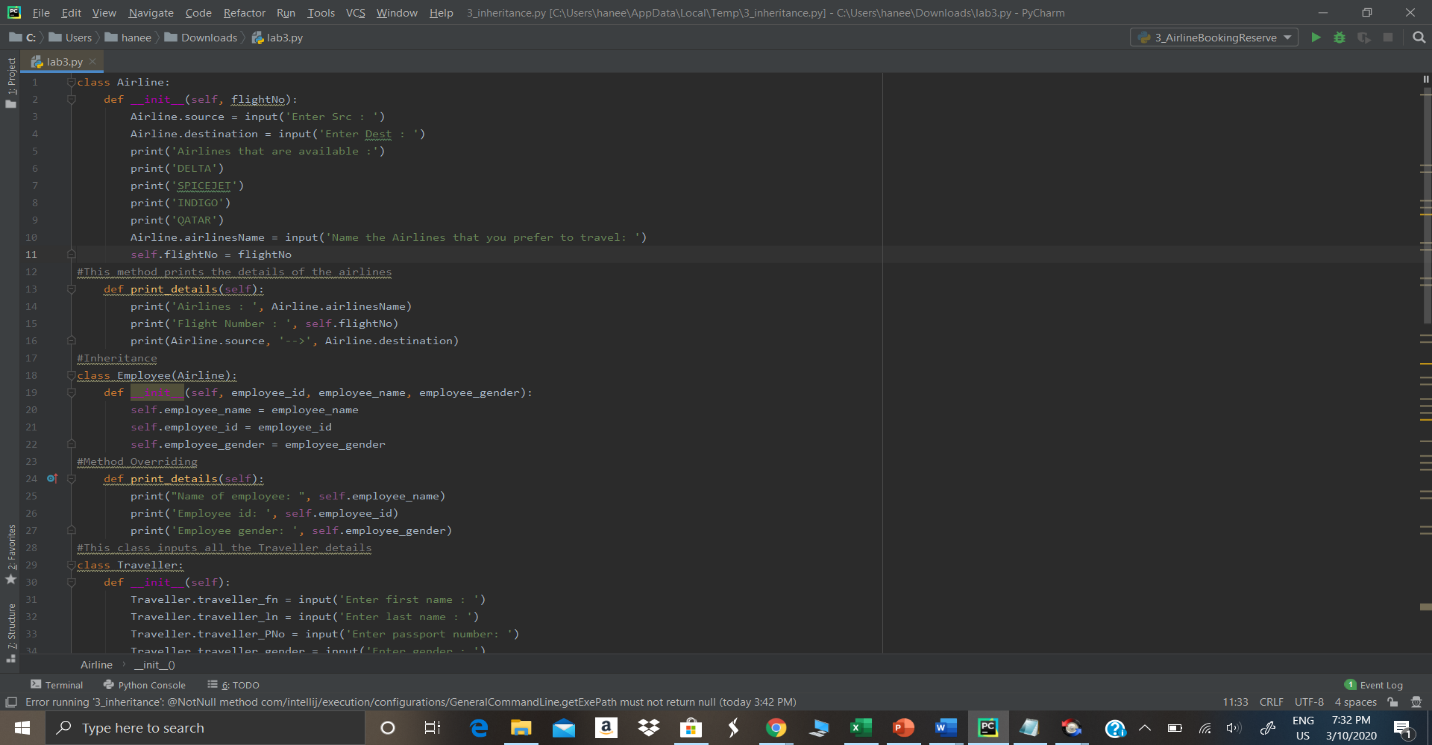 File Edit View Navigate Code Refactor Run Tools VCS Window Help 3_inheritance.py [C:\Users\hanee\AppData\Local\Temp\3_inheritance.py] - C:\Users\hanee\Downloads\lab3.py - PyCharm
C: Users hanee Downloads lab3.py 3_AirlineBookingReserve
lab3.py
1: Project
1 class Airline:
2 def __init__(self, flightNo):
3 Airline.source = input('Enter Src : ')
4 Airline.destination = input('Enter Dest : ')
5 print('Airlines that are available :')
6 print('DELTA')
7 print('SPICEJET')
8 print('INDIGO')
9 print('QATAR')
10 Airline.airlinesName = input('Name the Airlines that you prefer to travel: ')
11 self.flightNo = flightNo
12 #This method prints the details of the airlines
13 def print_details(self):
14 print('Airlines : ', Airline.airlinesName)
15 print('Flight Number : ', self.flightNo)
16 print(Airline.source, '-->', Airline.destination)
17 #Inheritance
18 class Employee(Airline):
19 def __init__(self, employee_id, employee_name, employee_gender):
20 self.employee_name = employee_name
21 self.employee_id = employee_id
22 self.employee_gender = employee_gender
23 #Method Overriding
24 def print_details(self):
25 print("Name of employee: ", self.employee_name)
26 print('Employee id: ', self.employee_id)
27 print('Employee gender: ', self.employee_gender)
28 #This class inputs all the Traveller details
29 class Traveller:
30 def __init__(self):
31 Traveller.traveller_fn = input('Enter first name : ')
32 Traveller.traveller_ln = input('Enter last name : ')
33 Traveller.traveller_PNo = input('Enter passport number: ')
34 Traveller.traveller_gender = input('Enter gender : ')
2: Favorites
7: Structure
Airline __init__()
Terminal Python Console 6: TODO 1 Event Log
Error running '3_inheritance': @NotNull method com/intellij/execution/configurations/GeneralCommandLine.getExePath must not return null (today 3:42 PM) 11:33 CRLF UTF-8 4 spaces
Type here to search ENG US 7:32 PM 3/10/2020 1